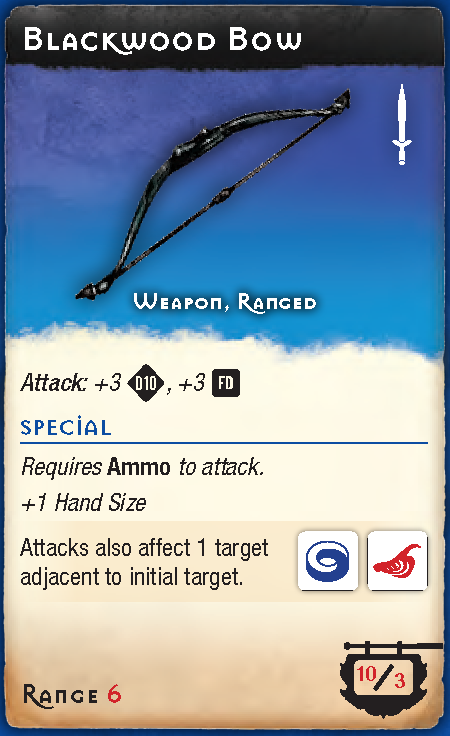 Blackwood Bow
Weapon, Ranged
Attack: +3 D10, +3 FD
SPECIAL
Requires Ammo to attack.
+1 Hand Size
Attacks also affect 1 target
adjacent to initial target.
Range 6
10/3